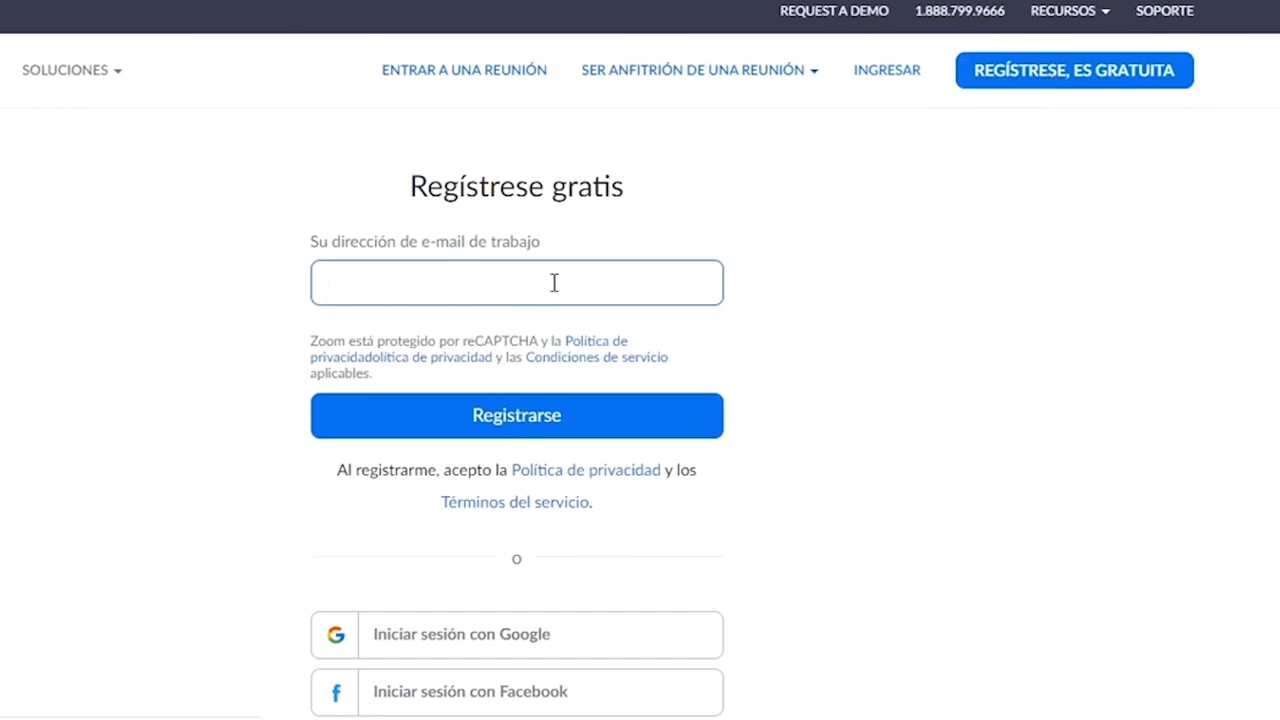 REQUEST A DEMO 1.888.799.9666 RECURSOS SOPORTE
SOLUCIONES ENTRAR A UNA REUNIÓN SER ANFITRIÓN DE UNA REUNIÓN INGRESAR REGÍSTRESE, ES GRATUITA
Regístrese gratis
Su dirección de e-mail de trabajo
Zoom está protegido por reCAPTCHA y la Política de
privacidadolítica de privacidad y las Condiciones de servicio
aplicables.
Registrarse
Al registrarme, acepto la Política de privacidad y los
Términos del servicio.
o
Iniciar sesión con Google
Iniciar sesión con Facebook